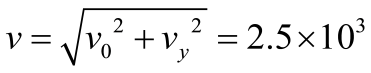 v = √(v₀² + v_y²) = 2.5×10³